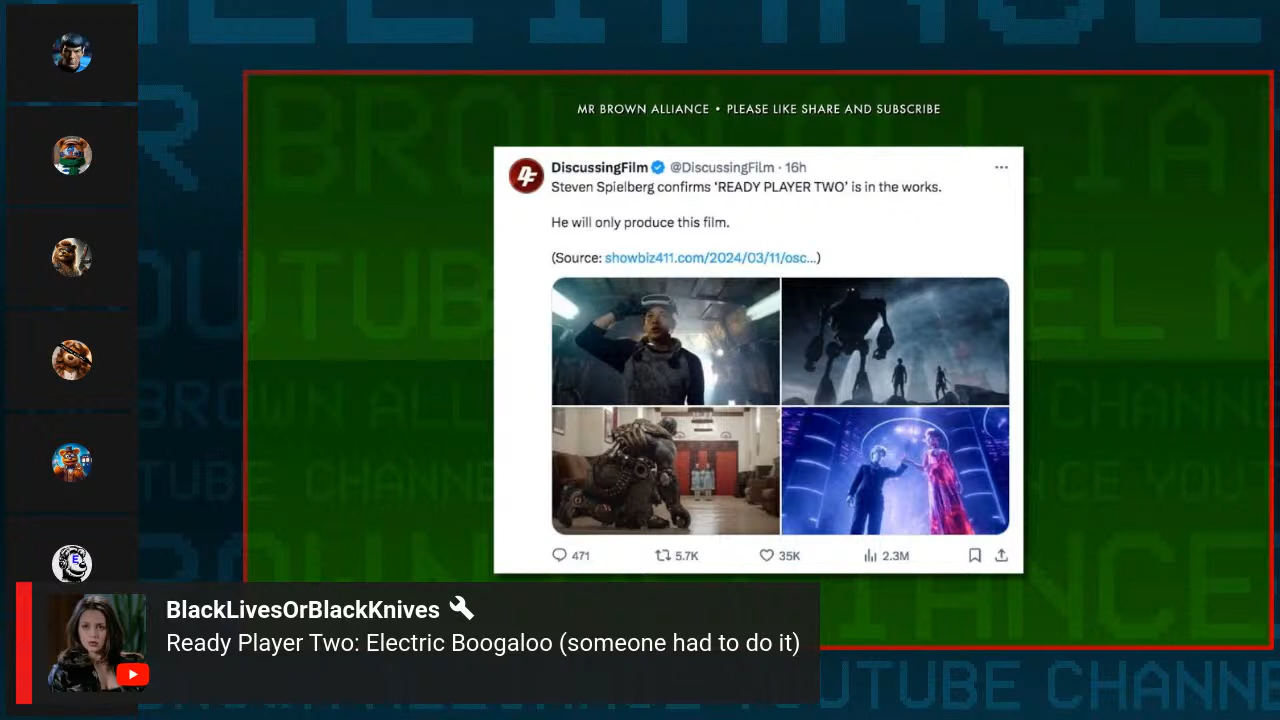 MR BROWN ALLIANCE • PLEASE LIKE SHARE AND SUBSCRIBE
DiscussingFilm @DiscussingFilm · 16h
Steven Spielberg confirms ‘READY PLAYER TWO’ is in the works.
He will only produce this film.
(Source: showbiz411.com/2024/03/11/osc...)
471 5.7K 35K 2.3M
E
BlackLivesOrBlackKnives
Ready Player Two: Electric Boogaloo (someone had to do it)
YOUTUBE CHANNE